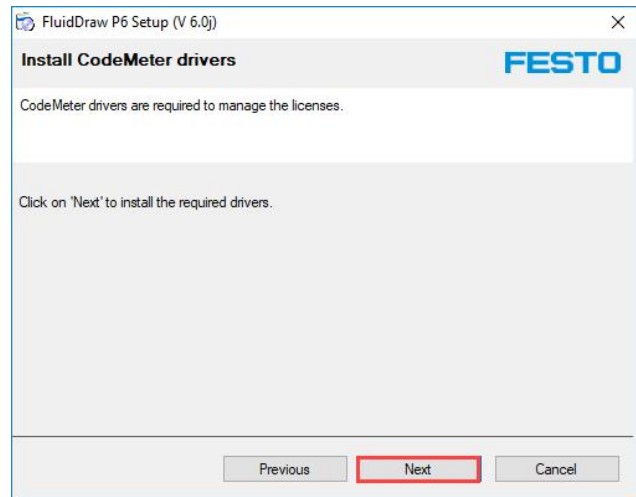 FluidDraw P6 Setup (V 6.0j)
Install CodeMeter drivers
FESTO
CodeMeter drivers are required to manage the licenses.
Click on 'Next' to install the required drivers.
Previous
Next
Cancel